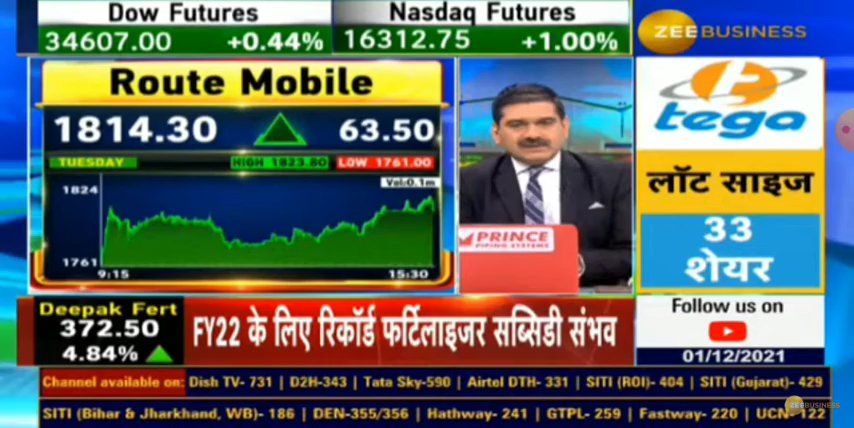 Dow Futures
34607.00 +0.44%
Nasdaq Futures
16312.75 +1.00%
ZEE BUSINESS
Route Mobile
1814.30 63.50
TUESDAY HIGH 1823.80 LOW 1761.00
Vol:0.1m
1824
1761
9:15 15:30
PRINCE
PIPING SYSTEMS
tega
लॉट साइज
33
शेयर
Deepak Fert
372.50
4.84%
FY22 के लिए रिकॉर्ड फर्टिलाइजर सब्सिडी संभव
Follow us on
01/12/2021
Channel available on: Dish TV- 731 | D2H-343 | Tata Sky-590 | Airtel DTH- 331 | SITI (ROI)- 404 | SITI (Gujarat)- 429
SITI (Bihar & Jharkhand, WB)- 186 | DEN-355/356 | Hathway- 241 | GTPL- 259 | Fastway- 220 | UCN- 122
ZEE BUSINESS